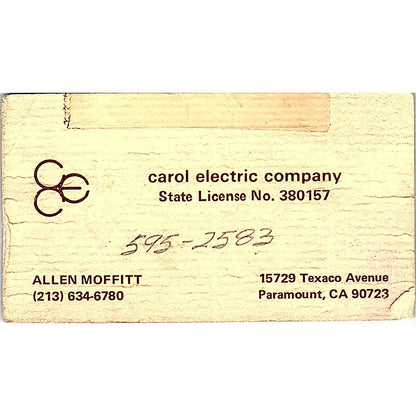 CEC
carol electric company
State License No. 380157
595-2583
ALLEN MOFFITT
(213) 634-6780
15729 Texaco Avenue
Paramount, CA 90723